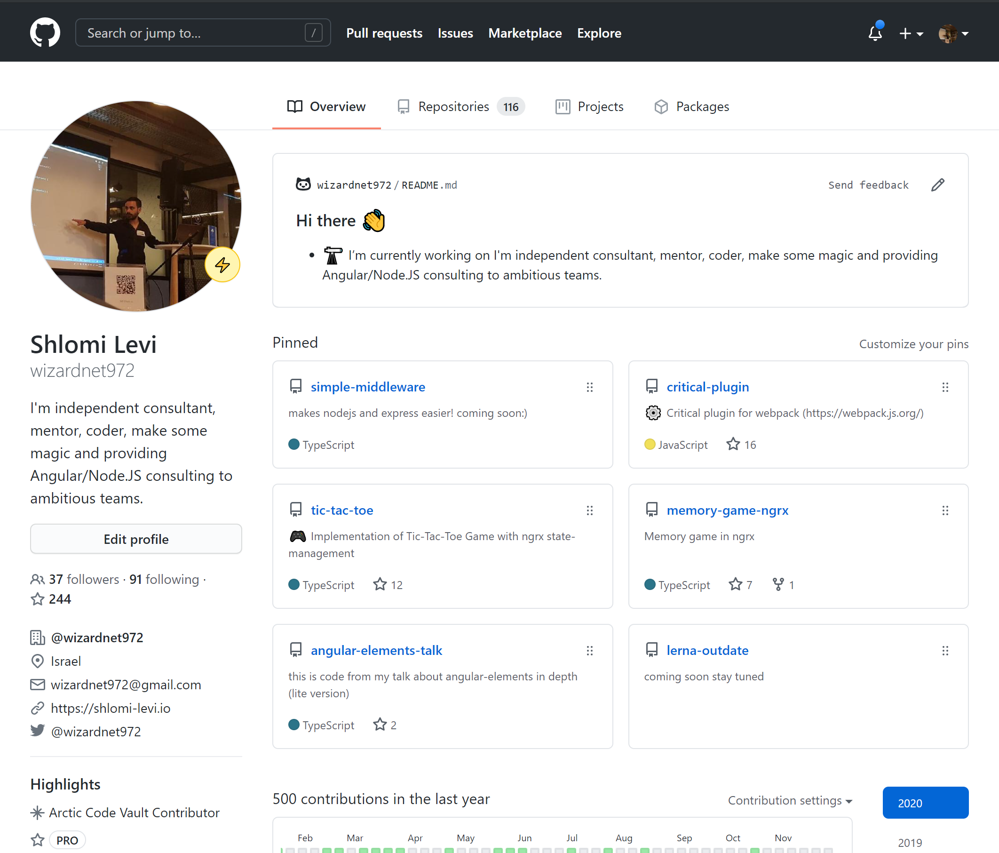 Search or jump to...
/
Pull requests
Issues
Marketplace
Explore
Overview
Repositories 116
Projects
Packages
wizardnet972 / README.md
Send feedback
Hi there 👋
• 🔭 I’m currently working on I'm independent consultant, mentor, coder, make some magic and providing
Angular/Node.JS consulting to ambitious teams.
Shlomi Levi
wizardnet972
I'm independent consultant,
mentor, coder, make some
magic and providing
Angular/Node.JS consulting to
ambitious teams.
Edit profile
37 followers · 91 following ·
244
@wizardnet972
Israel
wizardnet972@gmail.com
https://shlomi-levi.io
@wizardnet972
Highlights
Arctic Code Vault Contributor
PRO
Pinned
Customize your pins
simple-middleware
makes nodejs and express easier! coming soon:)
TypeScript
critical-plugin
⚙️ Critical plugin for webpack (https://webpack.js.org/)
JavaScript 16
tic-tac-toe
🎮 Implementation of Tic-Tac-Toe Game with ngrx state-
management
TypeScript 12
memory-game-ngrx
Memory game in ngrx
TypeScript 7 1
angular-elements-talk
this is code from my talk about angular-elements in depth
(lite version)
TypeScript 2
lerna-outdate
coming soon stay tuned
500 contributions in the last year
Contribution settings
2020
2019
Feb Mar Apr May Jun Jul Aug Sep Oct Nov